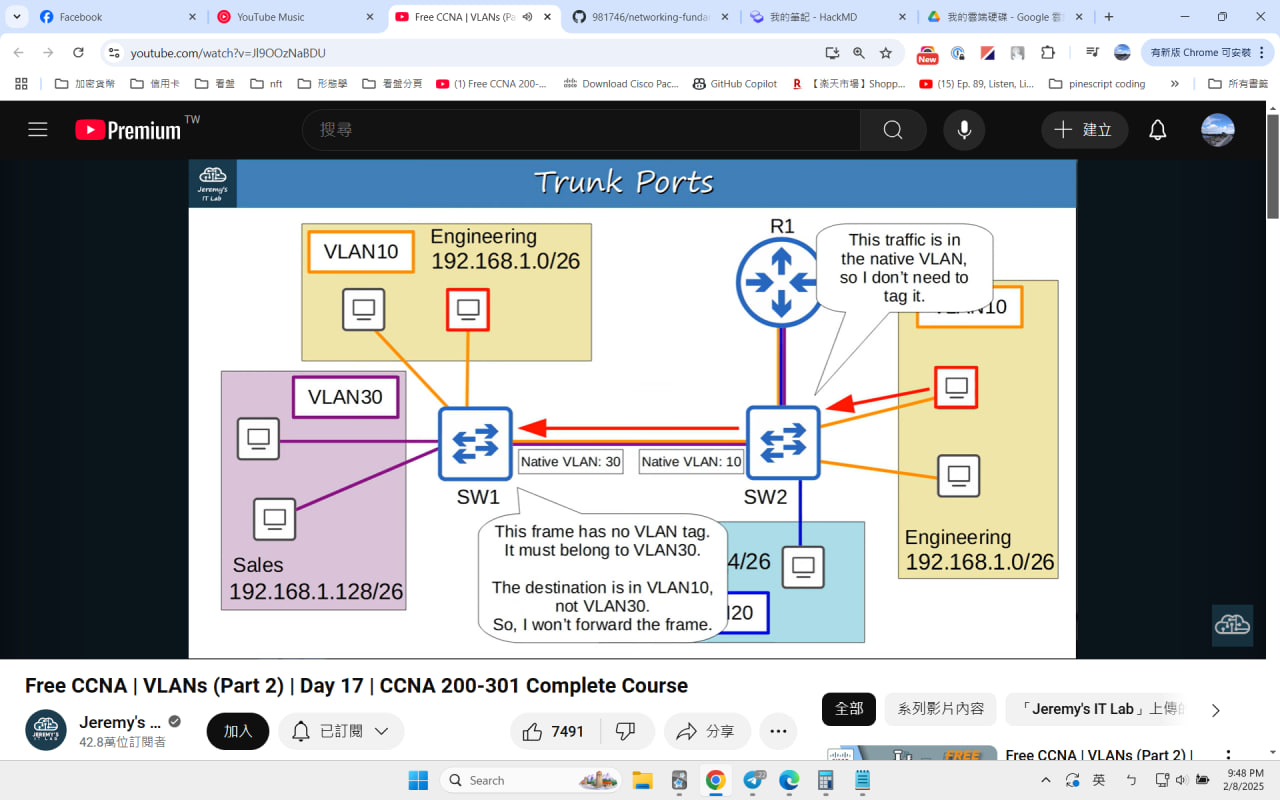 Facebook
YouTube Music
Free CCNA | VLANs (Pa
981746/networking-funda
我的筆記 - HackMD
我的雲端硬碟 - Google 雲
youtube.com/watch?v=Jl9OOzNaBDU
New
有新版 Chrome 可安裝
加密貨幣
信用卡
看盤
nft
形態學
看盤分頁
(1) Free CCNA 200-...
Download Cisco Pac...
GitHub Copilot
【楽天市場】Shopp...
(15) Ep. 89, Listen, Li...
pinescript coding
所有書籤
Premium TW
搜尋
建立
Jeremy's
IT Lab
Trunk Ports
VLAN10
Engineering
192.168.1.0/26
R1
This traffic is in
the native VLAN,
so I don't need to
tag it.
VLAN30
Native VLAN: 30
Native VLAN: 10
SW1
SW2
This frame has no VLAN tag.
It must belong to VLAN30.
The destination is in VLAN10,
not VLAN30.
So, I won't forward the frame.
4/26
20
Sales
192.168.1.128/26
Engineering
192.168.1.0/26
Free CCNA | VLANs (Part 2) | Day 17 | CCNA 200-301 Complete Course
Jeremy's ...
42.8萬位訂閱者
加入
已訂閱
7491
分享
全部
系列影片內容
「Jeremy's IT Lab」上傳的
FREE
Free CCNA | VLANs (Part 2) |
Search
22
英
ㄅ
9:48 PM
2/8/2025